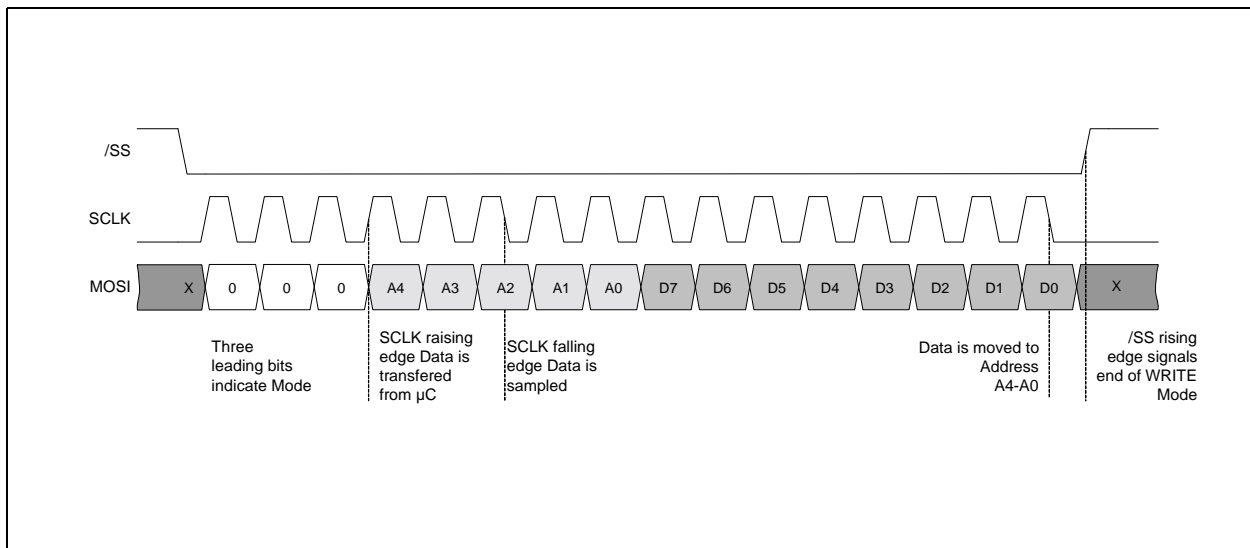 /SS
SCLK
MOSI X 0 0 0 A4 A3 A2 A1 A0 D7 D6 D5 D4 D3 D2 D1 D0 X
Three
leading bits
indicate Mode
SCLK raising
edge Data is
transfered
from µC
SCLK falling
edge Data is
sampled
Data is moved to
Address
A4-A0
/SS rising
edge signals
end of WRITE
Mode